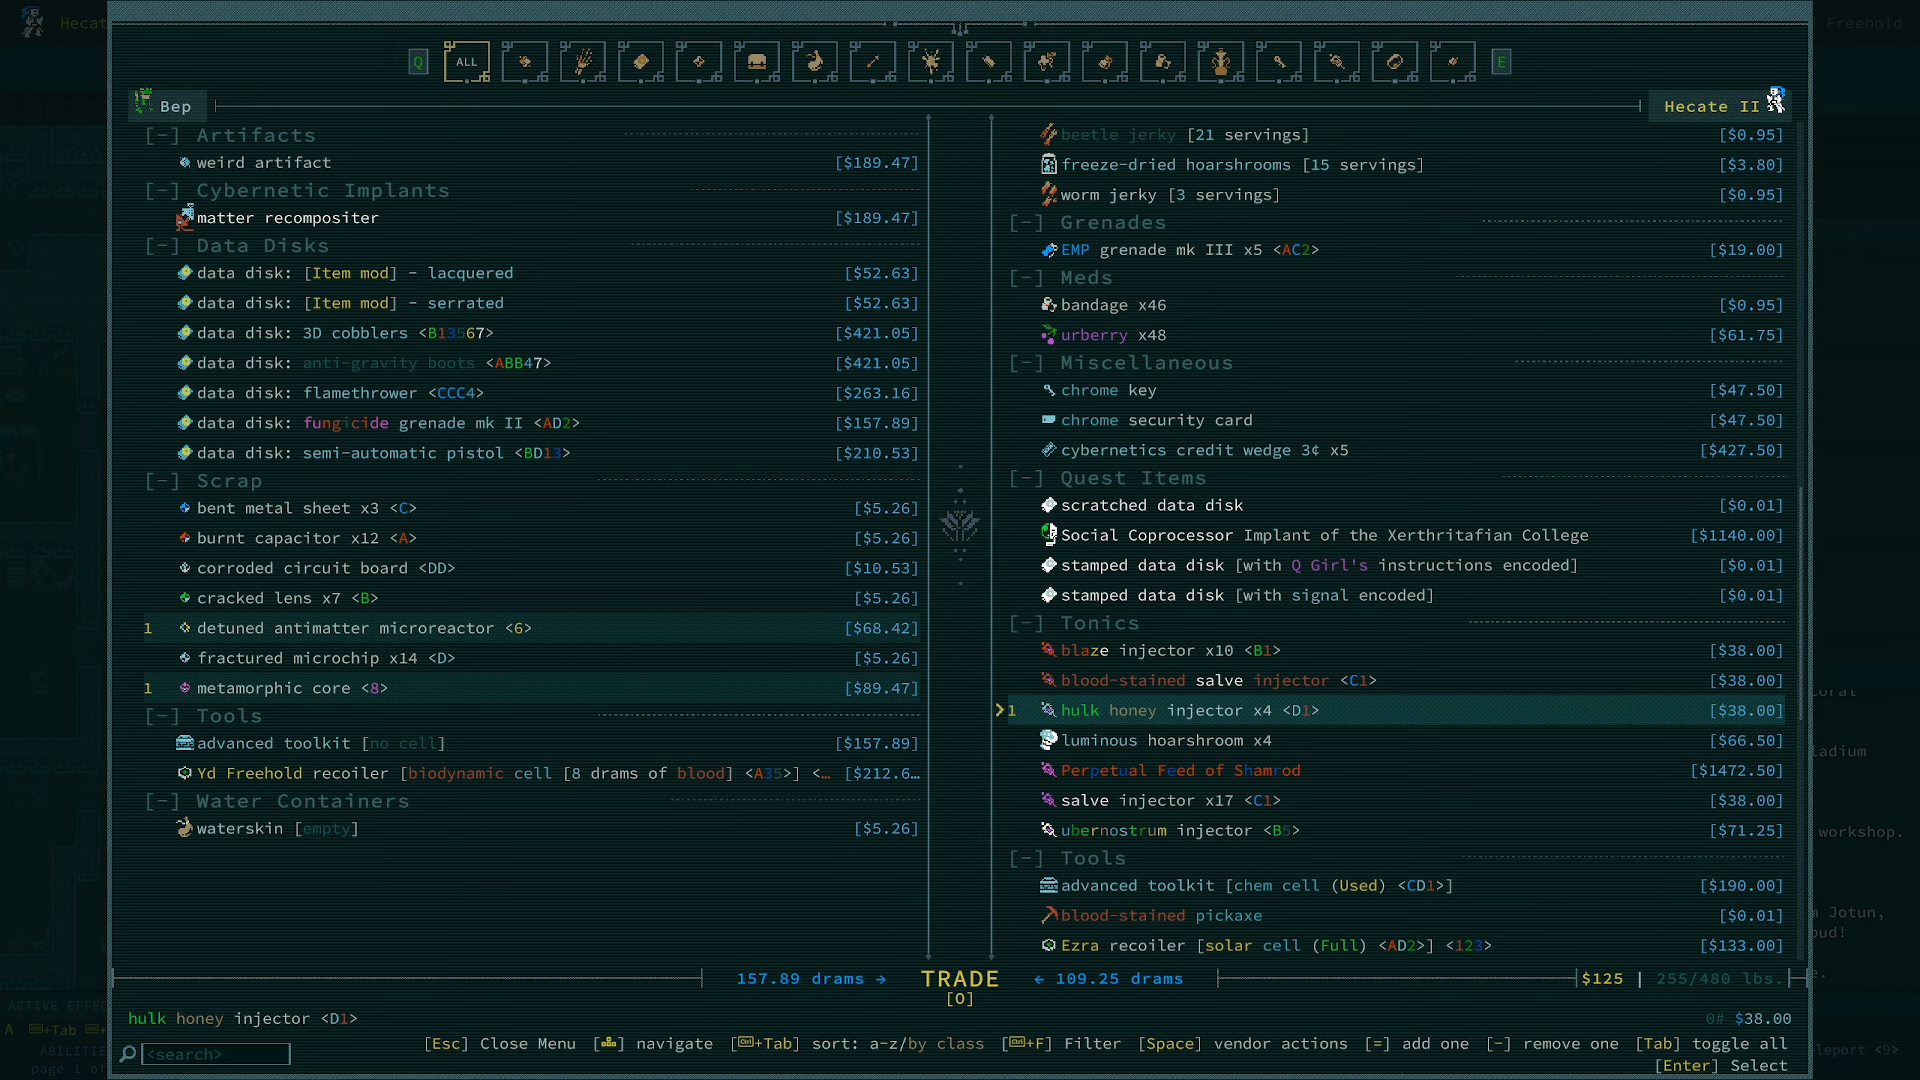 Hecat
Freehold
Q
ALL
E
Bep
Hecate II
[-] Artifacts
weird artifact [$189.47]
[-] Cybernetic Implants
matter recompositer [$189.47]
[-] Data Disks
data disk: [Item mod] - lacquered [$52.63]
data disk: [Item mod] - serrated [$52.63]
data disk: 3D cobblers <B13567> [$421.05]
data disk: anti-gravity boots <ABB47> [$421.05]
data disk: flamethrower <CCC4> [$263.16]
data disk: fungicide grenade mk II <AD2> [$157.89]
data disk: semi-automatic pistol <BD13> [$210.53]
[-] Scrap
bent metal sheet x3 <C> [$5.26]
burnt capacitor x12 <A> [$5.26]
corroded circuit board <DD> [$10.53]
cracked lens x7 <B> [$5.26]
1 detuned antimatter microreactor <6> [$68.42]
fractured microchip x14 <D> [$5.26]
1 metamorphic core <8> [$89.47]
[-] Tools
advanced toolkit [no cell] [$157.89]
Yd Freehold recoiler [biodynamic cell [8 drams of blood] <A35>] <… [$212.6…
[-] Water Containers
waterskin [empty] [$5.26]
beetle jerky [21 servings] [$0.95]
freeze-dried hoarshrooms [15 servings] [$3.80]
worm jerky [3 servings] [$0.95]
[-] Grenades
EMP grenade mk III x5 <AC2> [$19.00]
[-] Meds
bandage x46 [$0.95]
urberry x48 [$61.75]
[-] Miscellaneous
chrome key [$47.50]
chrome security card [$47.50]
cybernetics credit wedge 3¢ x5 [$427.50]
[-] Quest Items
scratched data disk [$0.01]
Social Coprocessor Implant of the Xerthritafian College [$1140.00]
stamped data disk [with Q Girl's instructions encoded] [$0.01]
stamped data disk [with signal encoded] [$0.01]
[-] Tonics
blaze injector x10 <B1> [$38.00]
blood-stained salve injector <C1> [$38.00]
>1 hulk honey injector x4 <D1> [$38.00]
luminous hoarshroom x4 [$66.50]
Perpetual Feed of Shamrod [$1472.50]
salve injector x17 <C1> [$38.00]
ubernostrum injector <B5> [$71.25]
[-] Tools
advanced toolkit [chem cell (Used) <CD1>] [$190.00]
blood-stained pickaxe [$0.01]
Ezra recoiler [solar cell (Full) <AD2>] <123> [$133.00]
ladium
workshop.
Jotun,
157.89 drams → TRADE ← 109.25 drams $125 | 255/480 lbs.
[O]
ACTIVE EFFE
hulk honey injector <D1> 0# $38.00
A +Tab
ABILITIES
page 1 of
<search> [Esc] Close Menu navigate [Ctrl+Tab] sort: a-z/by class [Ctrl+F] Filter [Space] vendor actions [=] add one [-] remove one [Tab] toggle all
leport <9>
[Enter] Select